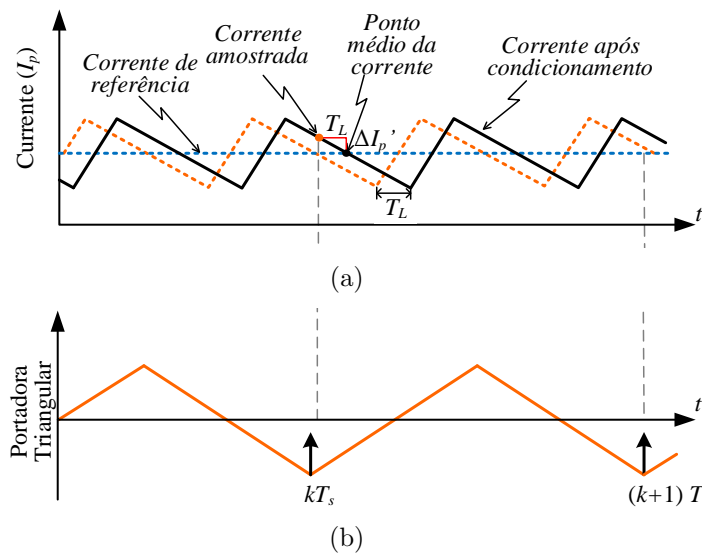 Corrente (Ip)
Corrente de
referência
Corrente
amostrada
Ponto
médio da
corrente
Corrente após
condicionamento
TL
ΔIp’
TL
t
(a)
Portadora
Triangular
t
kTs
(k+1) T
(b)